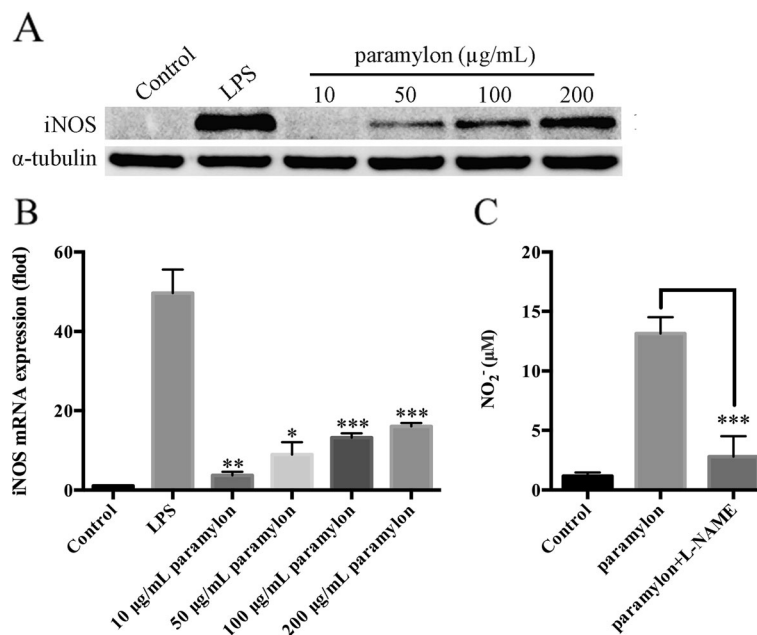 A
Control
LPS
paramylon (µg/mL)
10 50 100 200
iNOS
α-tubulin
B
iNOS mRNA expression (flod)
60
40
20
0
**
*
***
***
Control
LPS
10 µg/mL paramylon
50 µg/mL paramylon
100 µg/mL paramylon
200 µg/mL paramylon
C
NO₂⁻ (µM)
20
15
10
5
0
***
Control
paramylon
paramylon+L-NAME